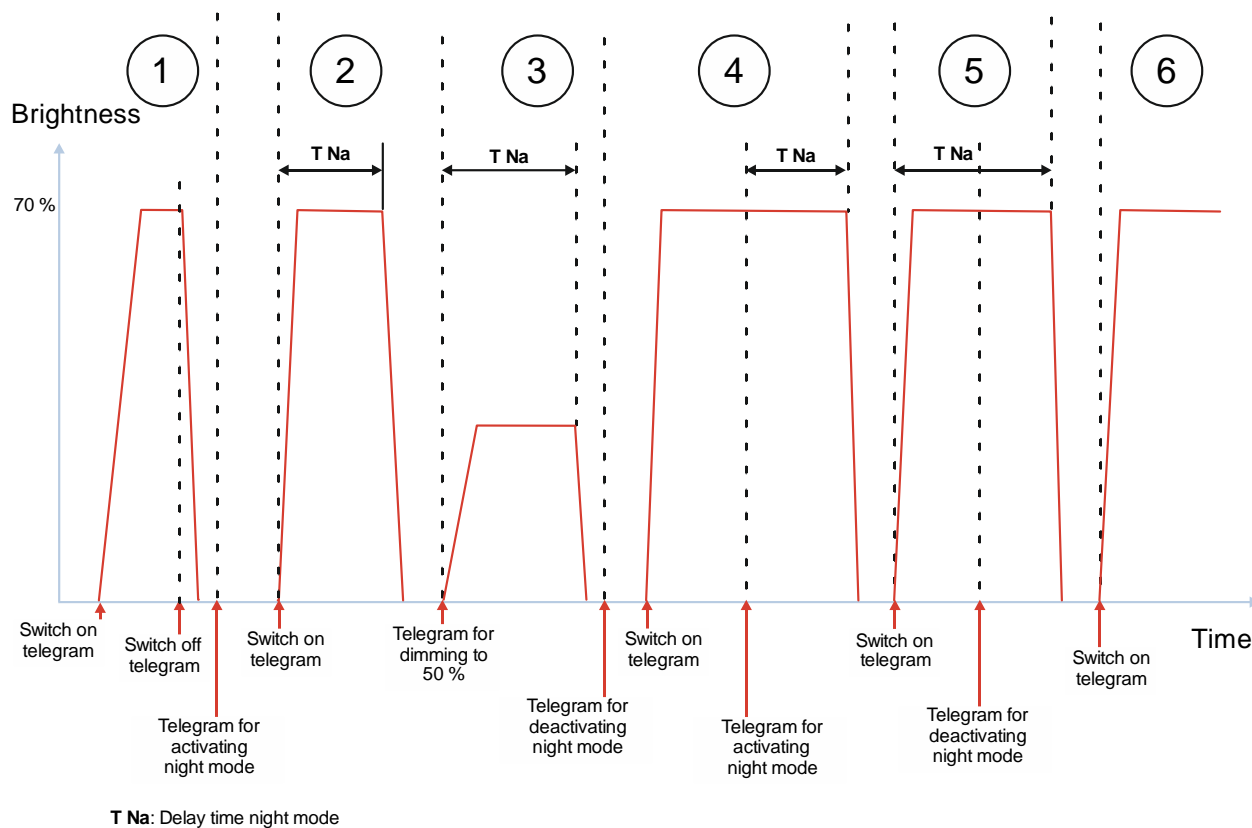 1
2
3
4
5
6
Brightness
T Na
T Na
T Na
T Na
70 %
Switch on
telegram
Switch off
telegram
Switch on
telegram
Telegram for
dimming to
50 %
Switch on
telegram
Switch on
telegram
Switch on
telegram
Time
Telegram for
activating
night mode
Telegram for
deactivating
night mode
Telegram for
activating
night mode
Telegram for
deactivating
night mode
T Na: Delay time night mode